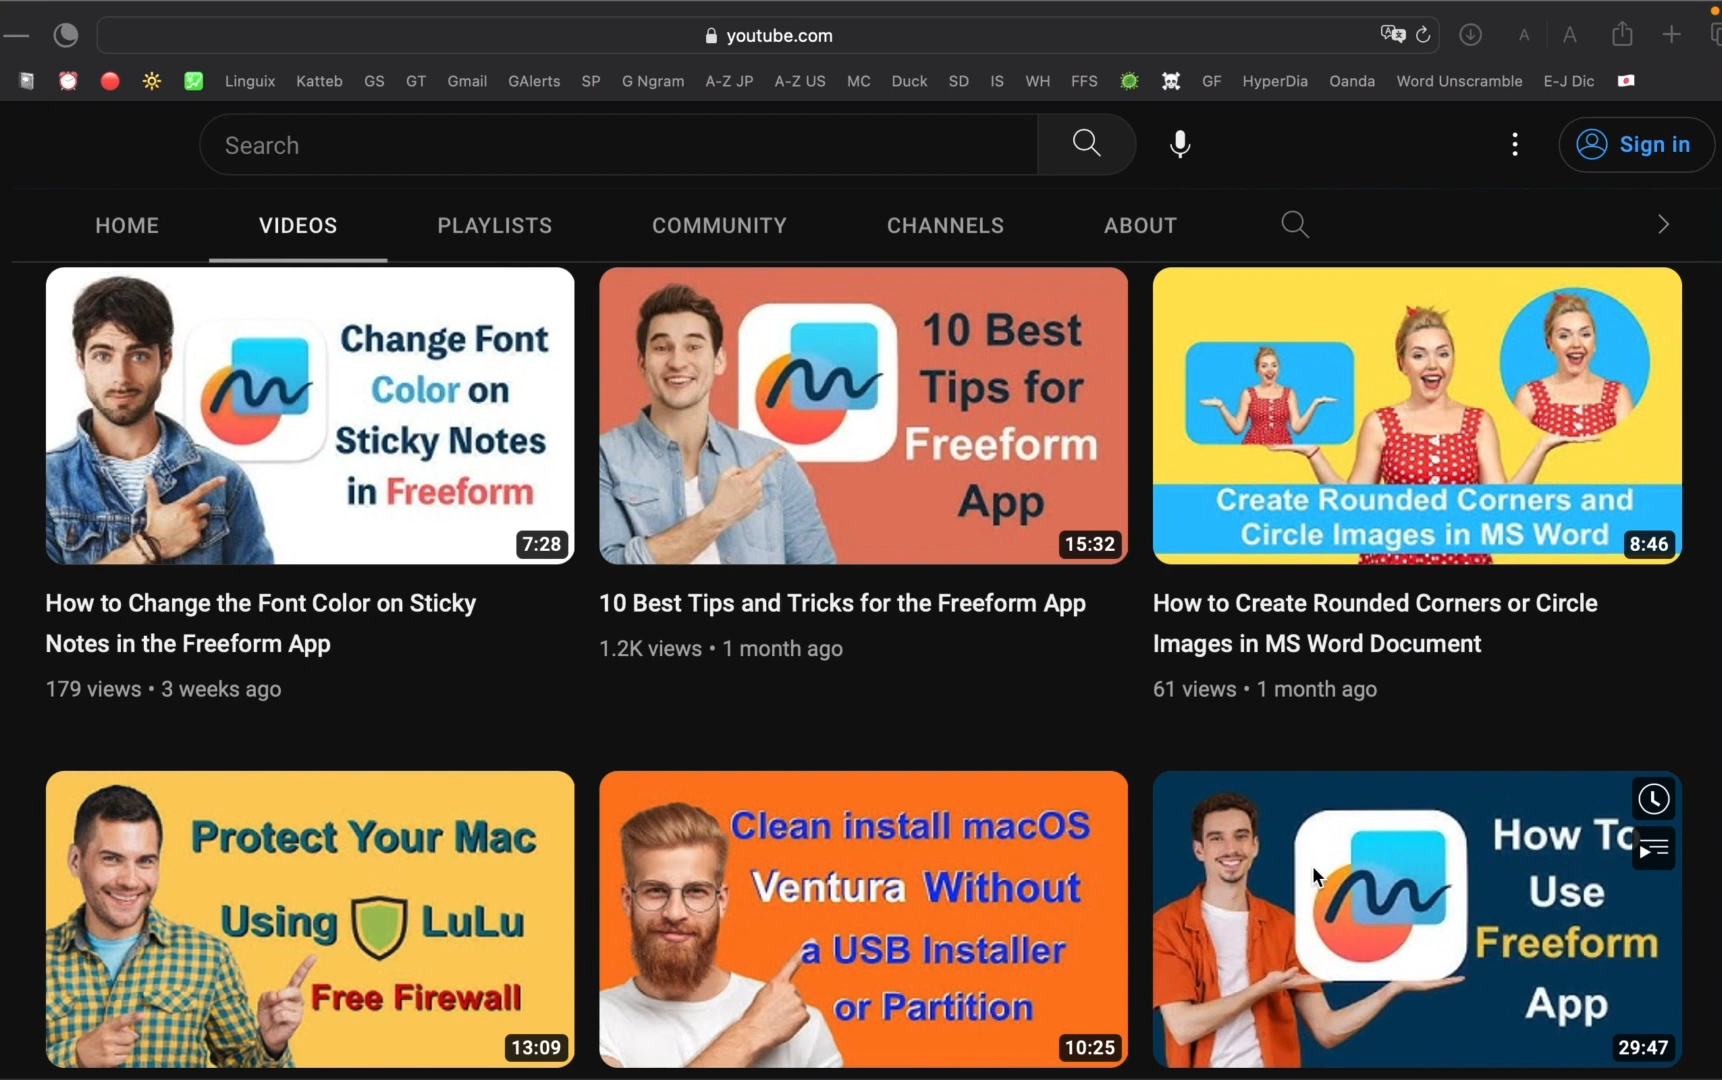 youtube.com
A A
Linguix Katteb GS GT Gmail GAlerts SP G Ngram A-Z JP A-Z US MC Duck SD IS WH FFS GF HyperDia Oanda Word Unscramble E-J Dic
Search
Sign in
HOME VIDEOS PLAYLISTS COMMUNITY CHANNELS ABOUT
Change Font
Color on
Sticky Notes
in Freeform
7:28
10 Best
Tips for
Freeform
App
15:32
Create Rounded Corners and
Circle Images in MS Word
8:46
How to Change the Font Color on Sticky
Notes in the Freeform App
179 views • 3 weeks ago
10 Best Tips and Tricks for the Freeform App
1.2K views • 1 month ago
How to Create Rounded Corners or Circle
Images in MS Word Document
61 views • 1 month ago
Protect Your Mac
Using LuLu
Free Firewall
13:09
Clean install macOS
Ventura Without
a USB Installer
or Partition
10:25
How To
Use
Freeform
App
29:47